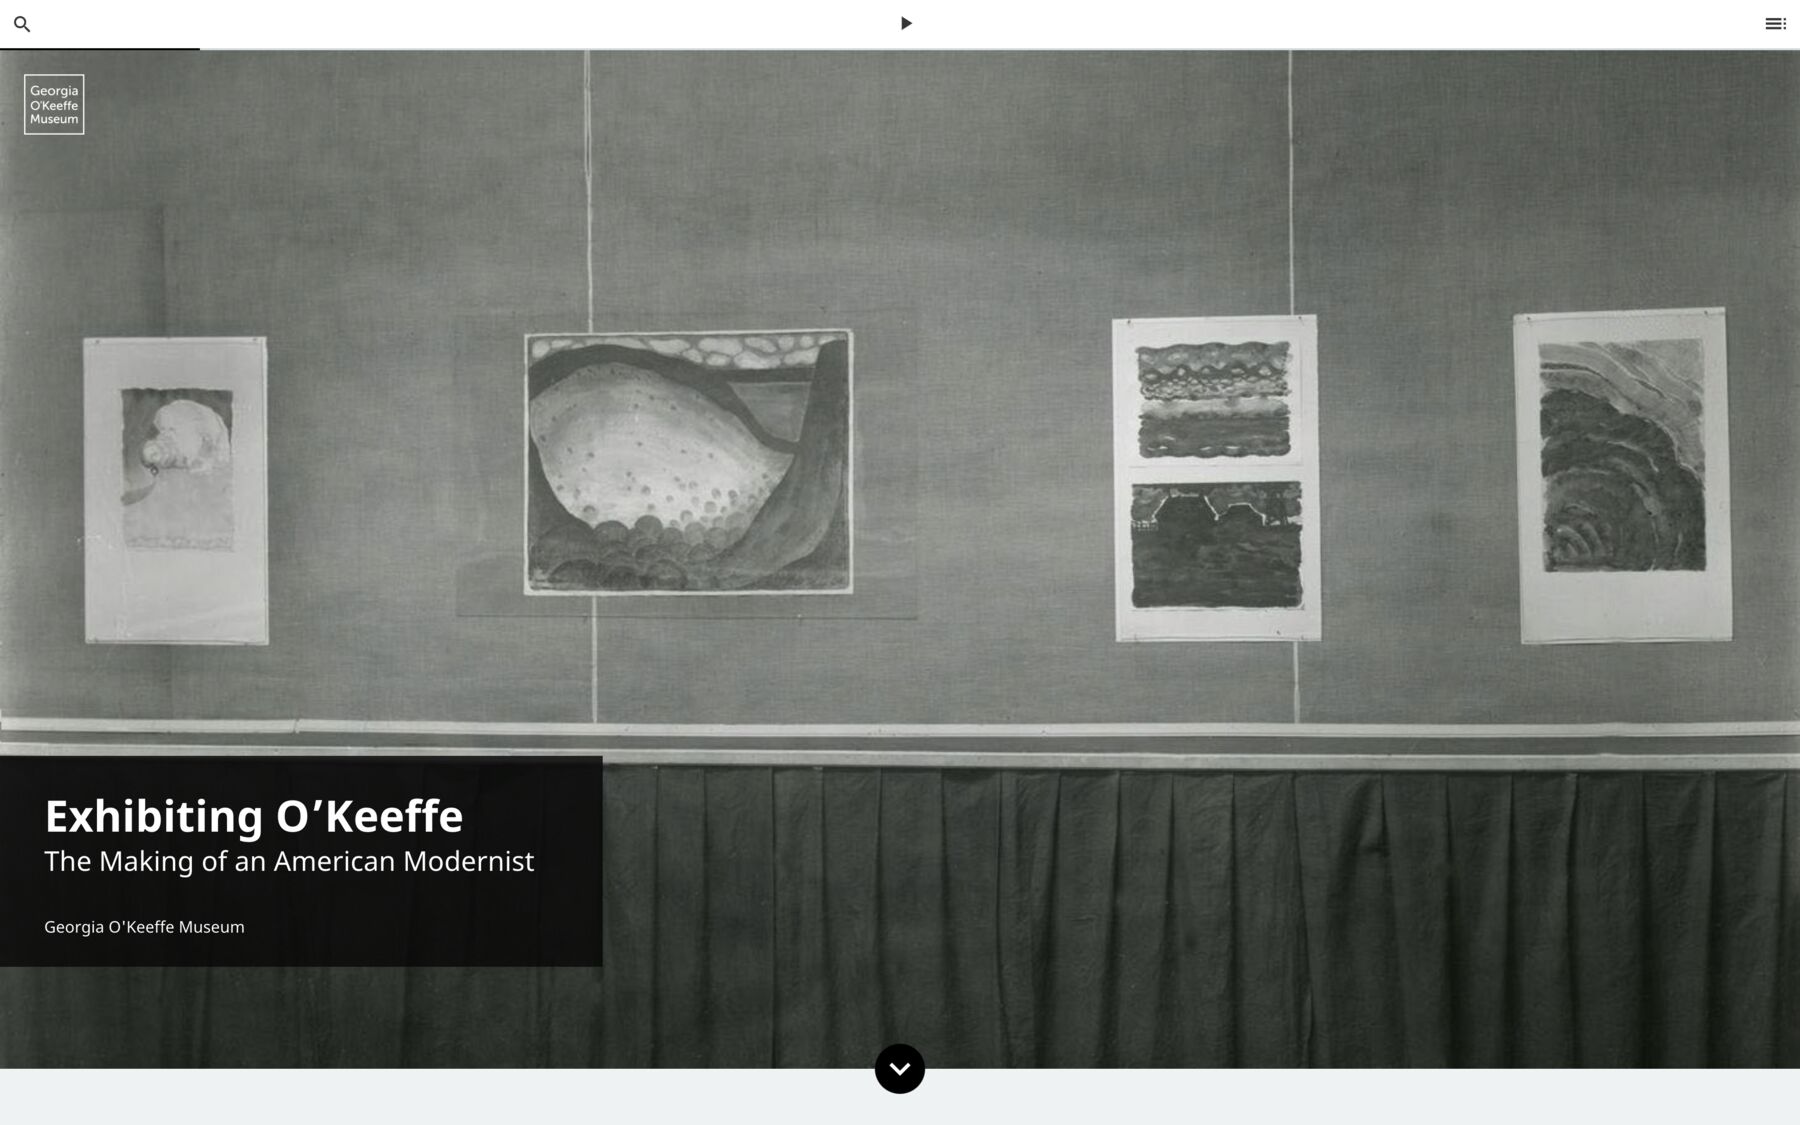 Georgia
O'Keeffe
Museum
Exhibiting O’Keeffe
The Making of an American Modernist
Georgia O'Keeffe Museum